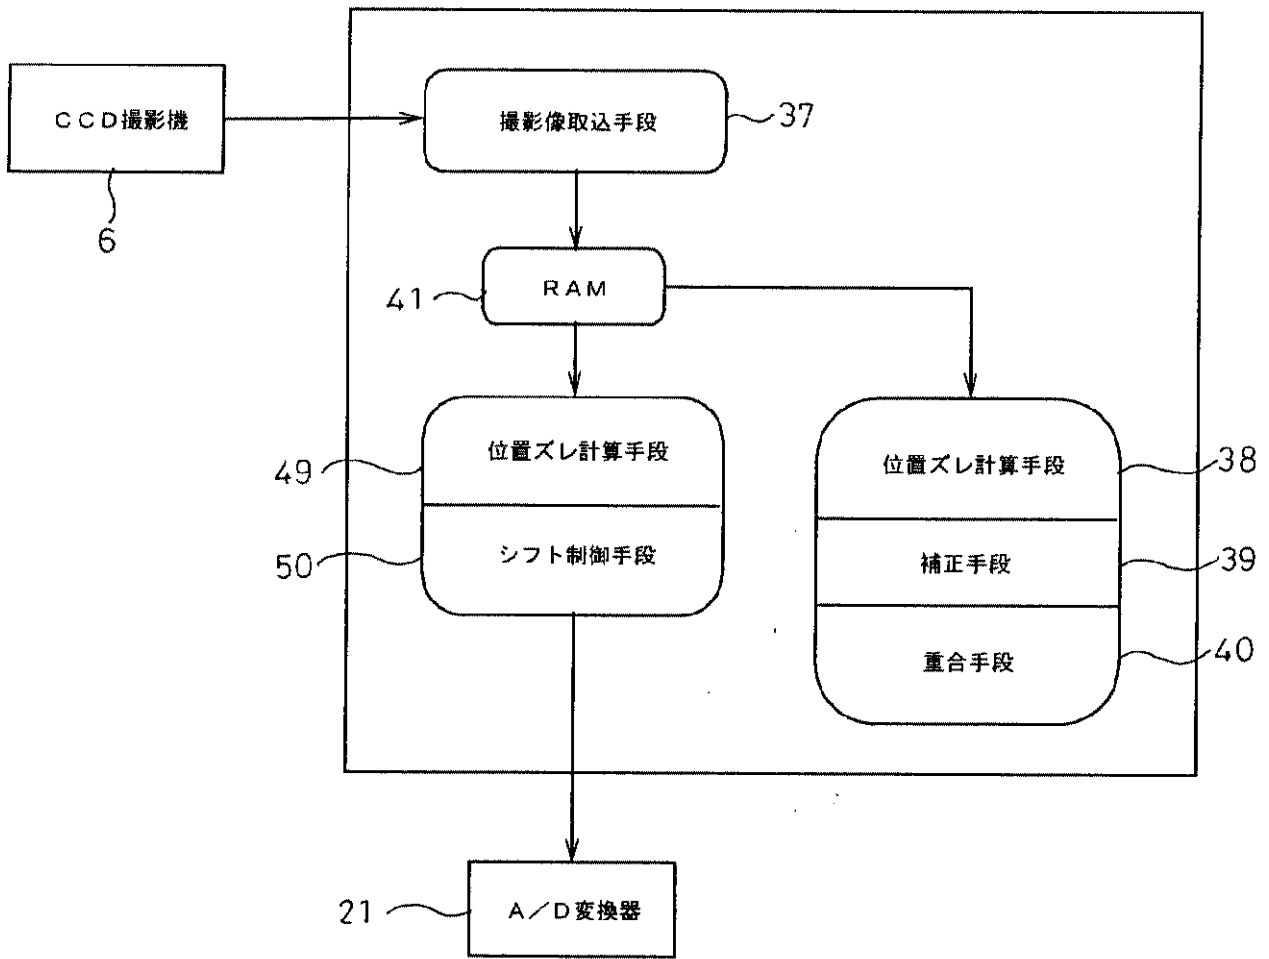 CCD撮影機
6
撮影像取込手段
37
RAM
41
位置ズレ計算手段
49
シフト制御手段
50
位置ズレ計算手段
38
補正手段
39
重合手段
40
A/D変換器
21